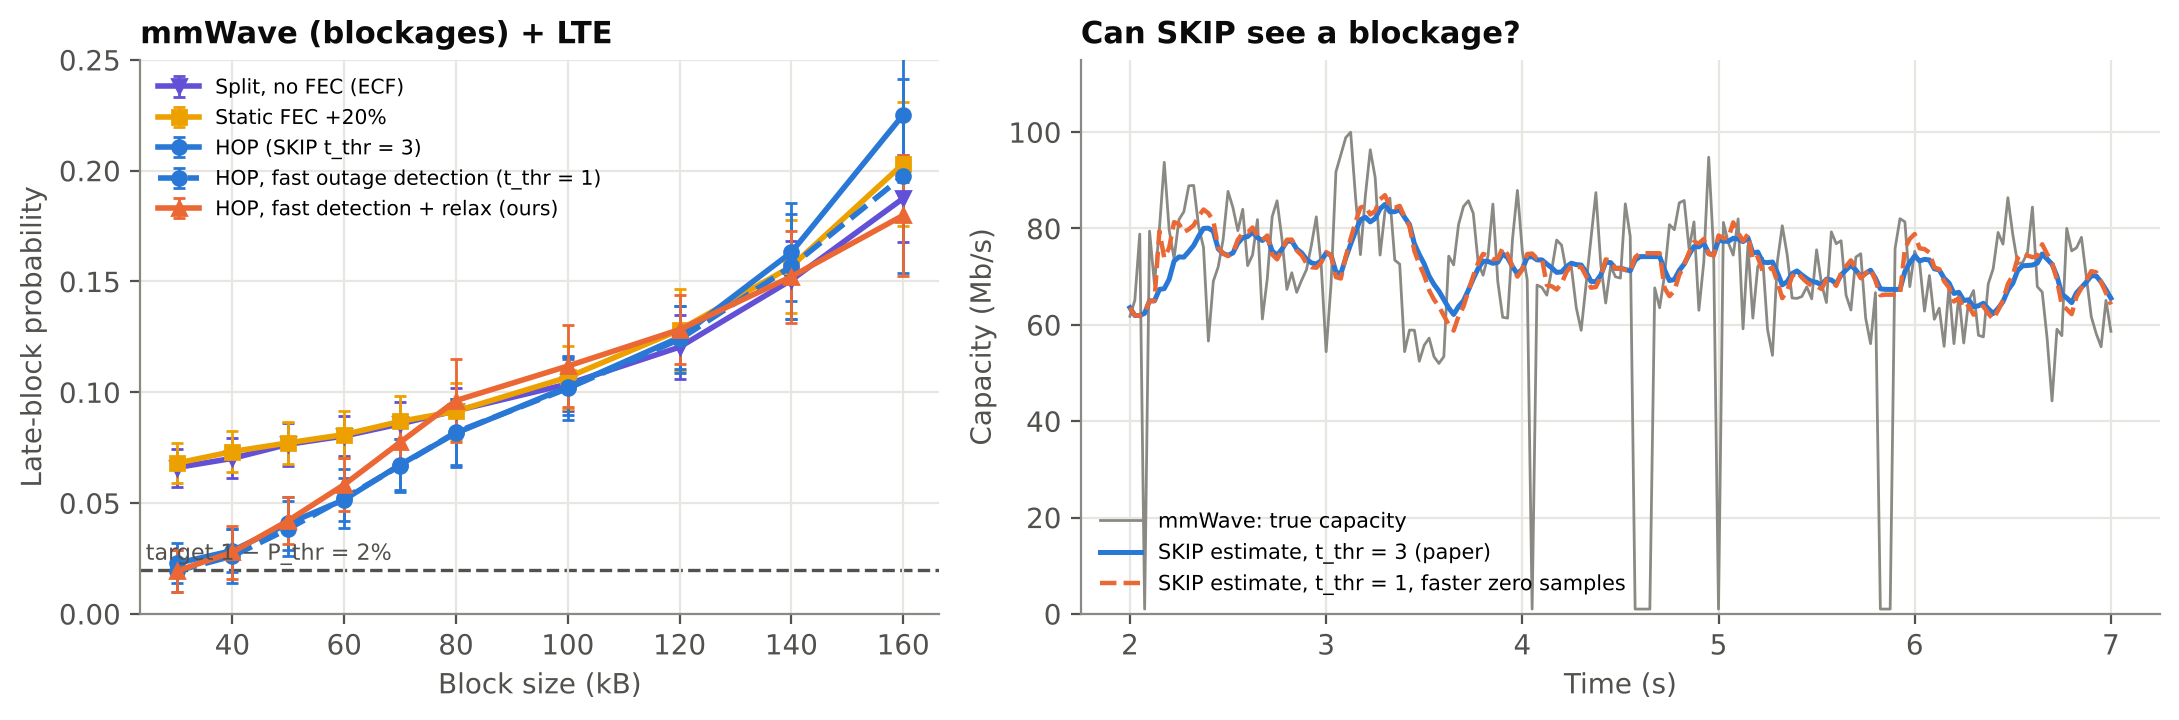 mmWave (blockages) + LTE
0.25
0.20
0.15
0.10
0.05
0.00
Late-block probability
Split, no FEC (ECF)
Static FEC +20%
HOP (SKIP t_thr = 3)
HOP, fast outage detection (t_thr = 1)
HOP, fast detection + relax (ours)
target 1 − P_thr = 2%
40 60 80 100 120 140 160
Block size (kB)
Can SKIP see a blockage?
100
80
60
40
20
0
Capacity (Mb/s)
mmWave: true capacity
SKIP estimate, t_thr = 3 (paper)
SKIP estimate, t_thr = 1, faster zero samples
2 3 4 5 6 7
Time (s)